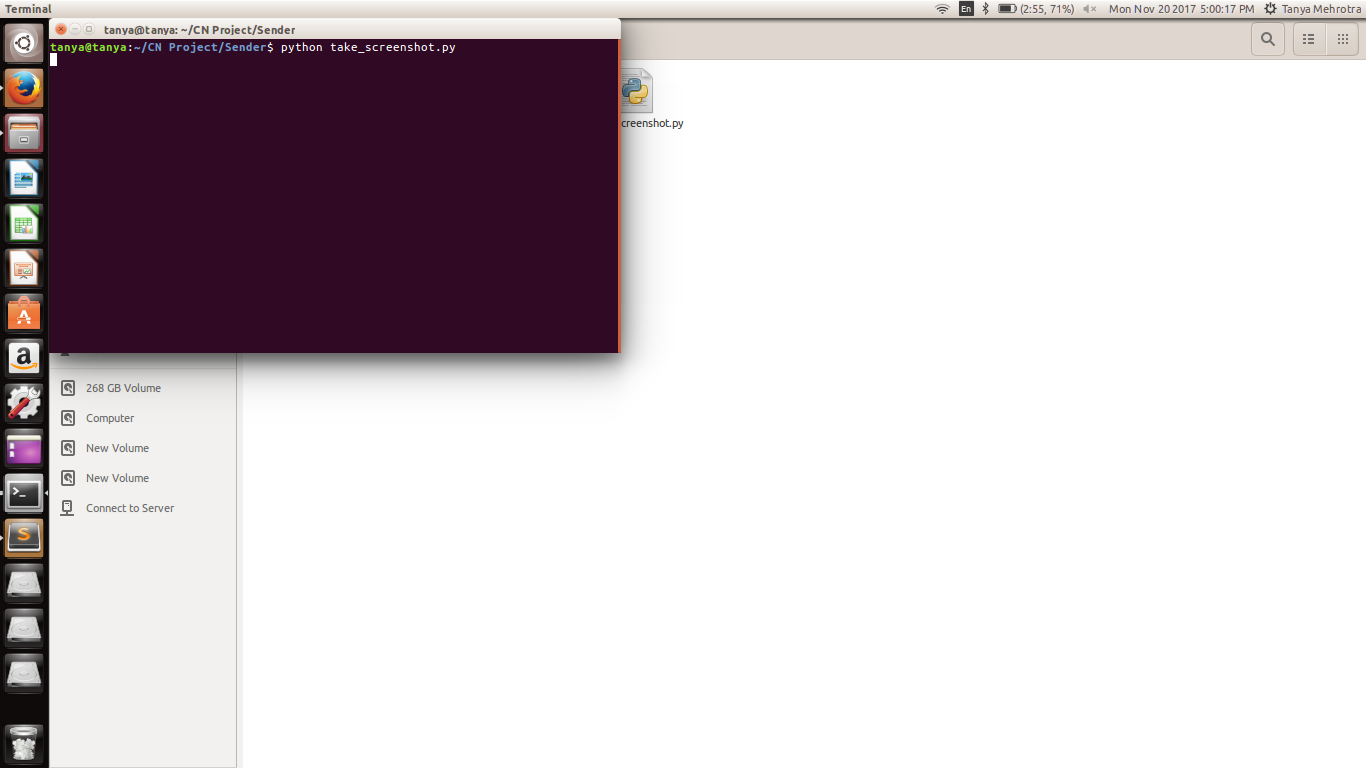 Terminal
En
(2:55, 71%)
Mon Nov 20 2017 5:00:17 PM
Tanya Mehrotra
tanya@tanya: ~/CN Project/Sender
tanya@tanya:~/CN Project/Sender$ python take_screenshot.py
creenshot.py
268 GB Volume
Computer
New Volume
New Volume
Connect to Server